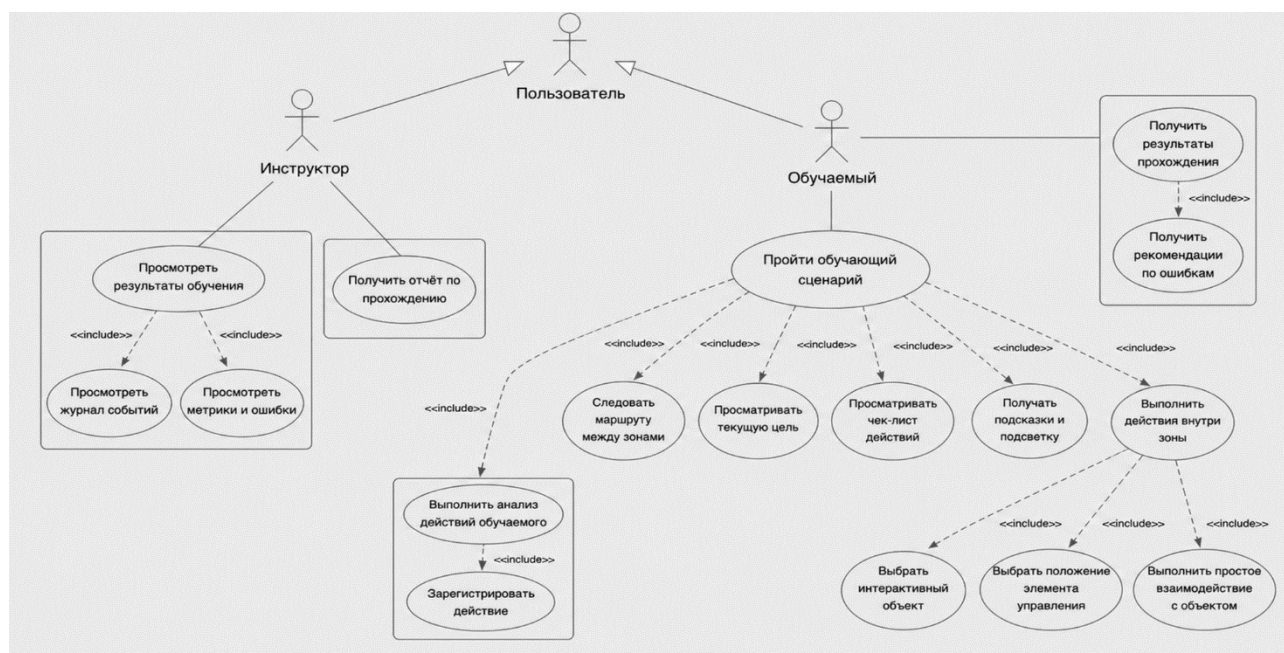 Пользователь
Инструктор
Обучаемый
Получить
результаты
прохождения
<<include>>
Получить
рекомендации
по ошибкам
Просмотреть
результаты обучения
<<include>>
<<include>>
Просмотреть
журнал событий
Просмотреть
метрики и ошибки
Получить отчёт по
прохождению
Пройти обучающий
сценарий
<<include>>
<<include>>
<<include>>
<<include>>
<<include>>
<<include>>
Следовать
маршруту
между зонами
Просматривать
текущую цель
Просматривать
чек-лист
действий
Получать
подсказки и
подсветку
Выполнить
действия внутри
зоны
Выполнить анализ
действий обучаемого
<<include>>
Зарегистрировать
действие
<<include>>
<<include>>
<<include>>
Выбрать
интерактивный
объект
Выбрать положение
элемента
управления
Выполнить простое
взаимодействие
с объектом